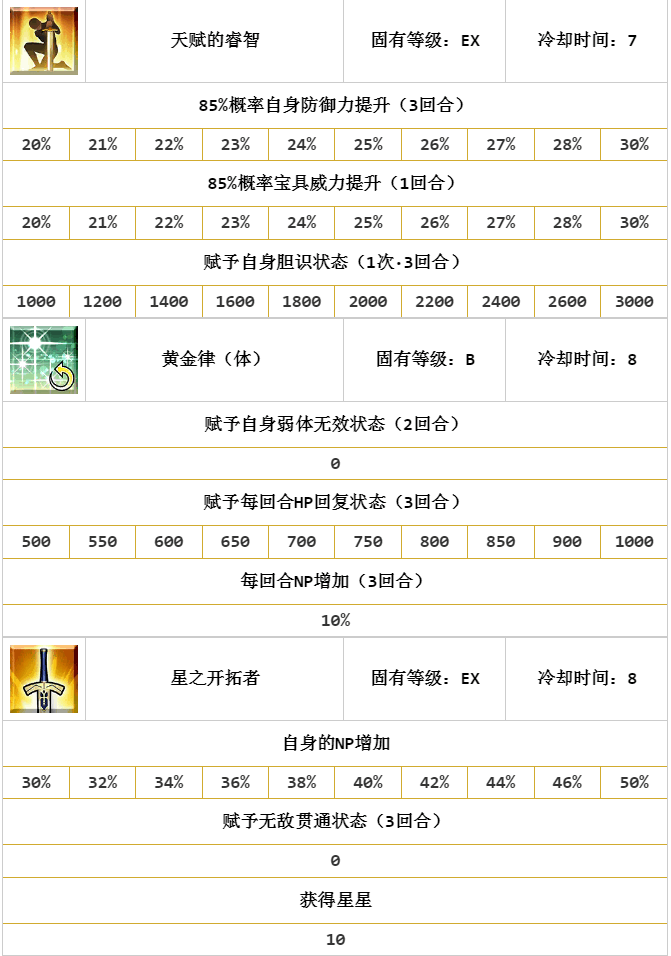 天赋的睿智 固有等级：EX 冷却时间：7
85%概率自身防御力提升（3回合）
20% 21% 22% 23% 24% 25% 26% 27% 28% 30%
85%概率宝具威力提升（1回合）
20% 21% 22% 23% 24% 25% 26% 27% 28% 30%
赋予自身胆识状态（1次·3回合）
1000 1200 1400 1600 1800 2000 2200 2400 2600 3000
黄金律（体） 固有等级：B 冷却时间：8
赋予自身弱体无效状态（2回合）
0
赋予每回合HP回复状态（3回合）
500 550 600 650 700 750 800 850 900 1000
每回合NP增加（3回合）
10%
星之开拓者 固有等级：EX 冷却时间：8
自身的NP增加
30% 32% 34% 36% 38% 40% 42% 44% 46% 50%
赋予无敌贯通状态（3回合）
0
获得星星
10